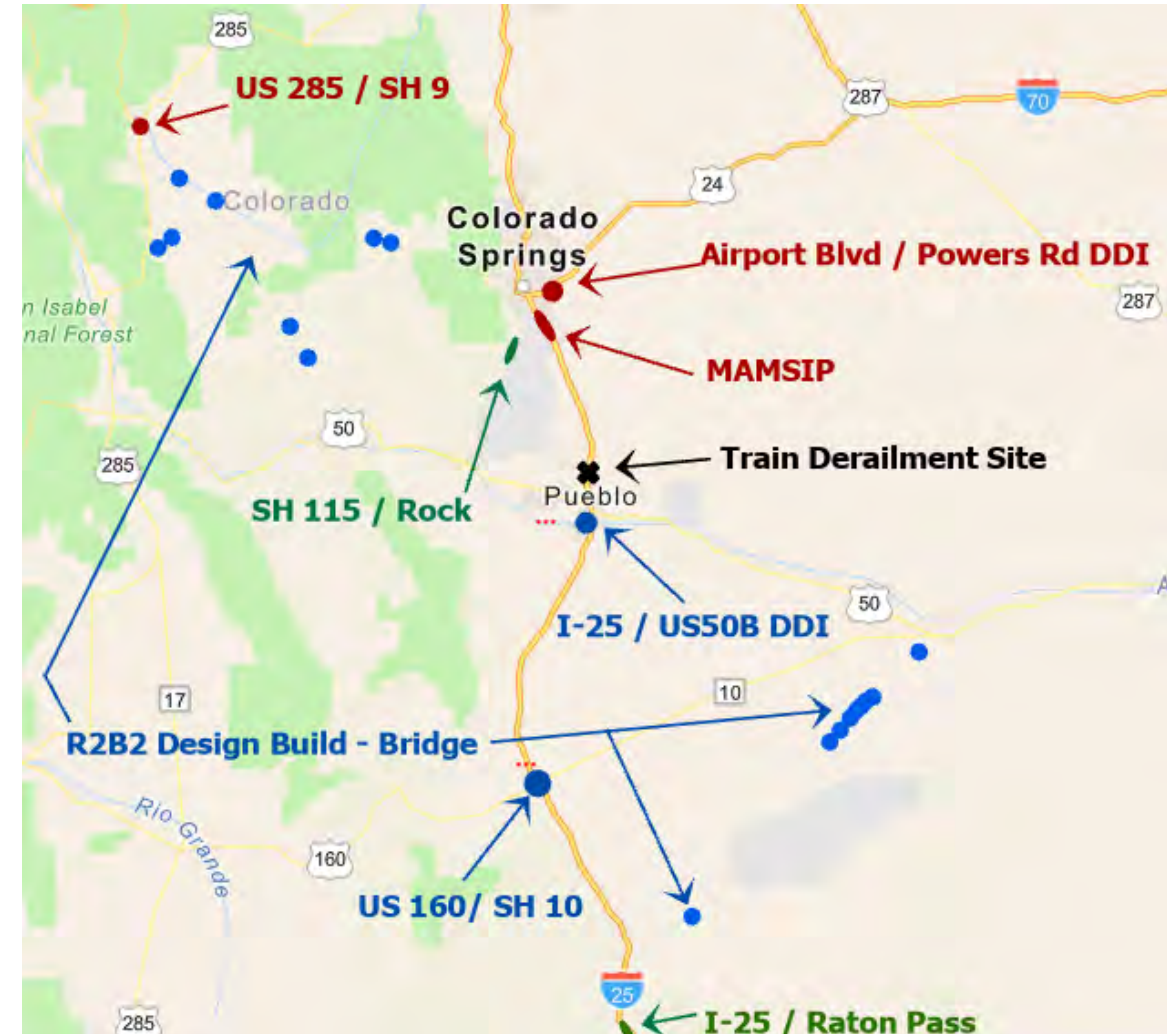 285
US 285 / SH 9
287
70
24
Colorado
Colorado
Springs
Airport Blvd / Powers Rd DDI
287
n Isabel
nal Forest
MAMSIP
50
285
Train Derailment Site
Pueblo
SH 115 / Rock
A
50
I-25 / US50B DDI
17
10
R2B2 Design Build - Bridge
Rio Grande
160
US 160/ SH 10
25
285
I-25 / Raton Pass